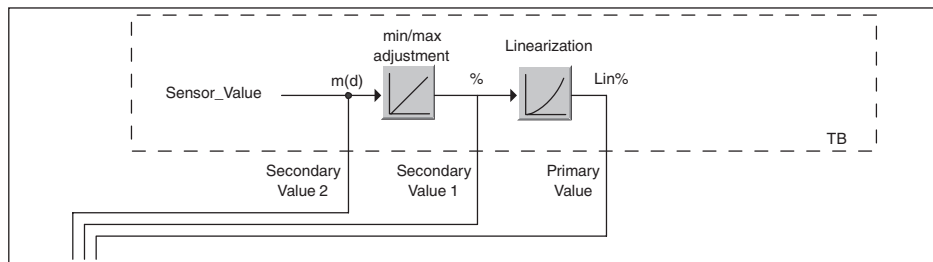 min/max
adjustment
Linearization
Sensor_Value
m(d)
%
Lin%
TB
Secondary
Value 2
Secondary
Value 1
Primary
Value